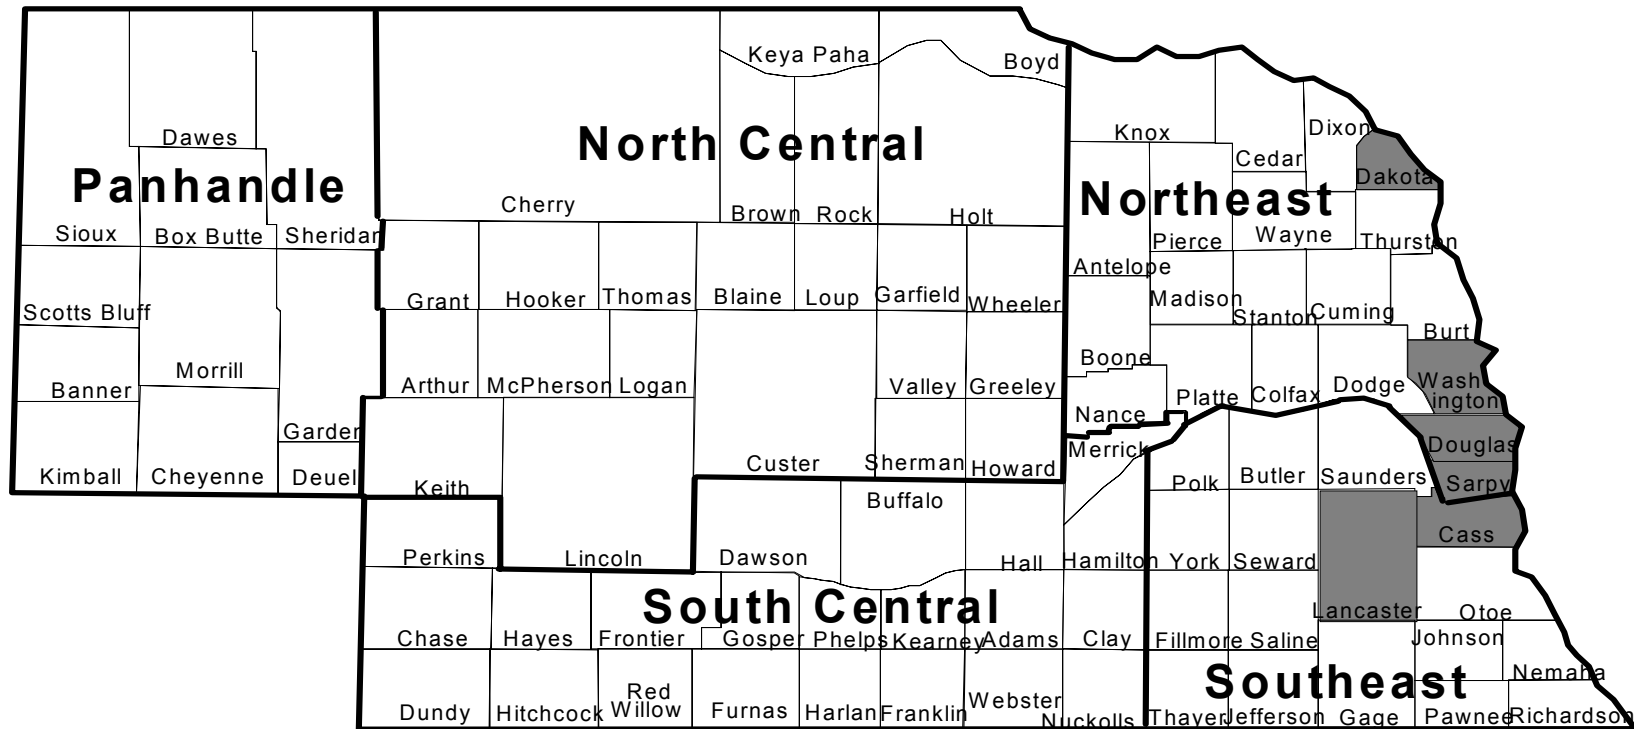 Keya Paha
Boyd
Dawes
North Central
Knox
Dixon
Cedar
Dakota
Panhandle
Northeast
Cherry
Brown
Rock
Holt
Sioux
Box Butte
Sheridan
Pierce
Wayne
Thurston
Antelope
Scotts Bluff
Grant
Hooker
Thomas
Blaine
Loup
Garfield
Wheeler
Madison
Stanton
Cuming
Burt
Banner
Morrill
Arthur
McPherson
Logan
Valley
Greeley
Boone
Platte
Colfax
Dodge
Wash
ington
Nance
Garder
Merrick
Douglas
Kimball
Cheyenne
Deuel
Keith
Custer
Sherman
Howard
Polk
Butler
Saunders
Sarpy
Buffalo
Cass
Perkins
Lincoln
Dawson
Hall
Hamilton
York
Seward
South Central
Lancaster
Otoe
Chase
Hayes
Frontier
Gosper
Phelps
Kearney
Adams
Clay
Fillmore
Saline
Johnson
Southeast
Nemaha
Dundy
Hitchcock
Red
Willow
Furnas
Harlan
Franklin
Webster
Nuckolls
Thayer
Jefferson
Gage
Pawnee
Richardson